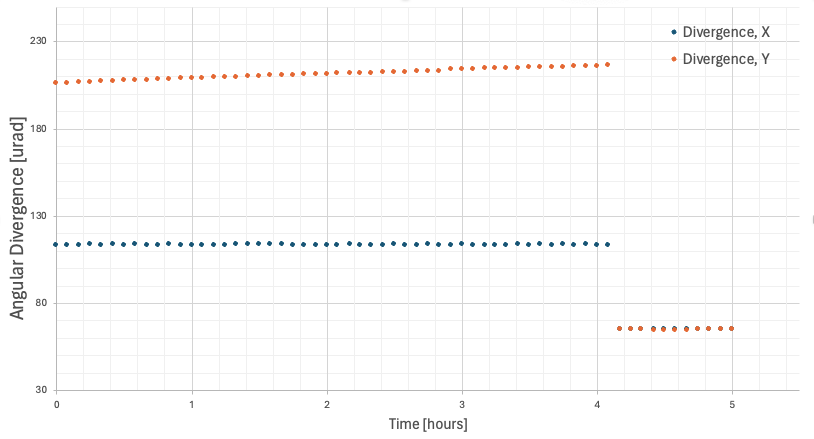 Divergence, X
Divergence, Y
Angular Divergence [urad]
230
180
130
80
30
0 1 2 3 4 5
Time [hours]